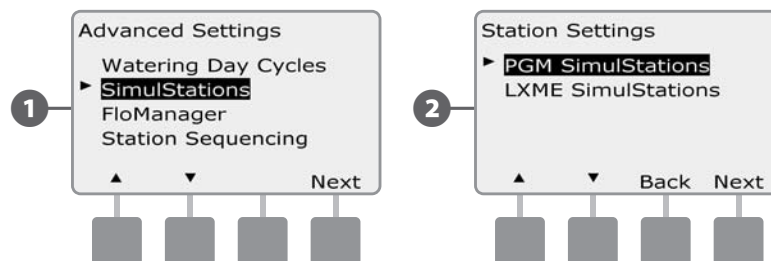 1
Advanced Settings
Watering Day Cycles
► SimulStations
FloManager
Station Sequencing
▲ ▼ Next
2
Station Settings
► PGM SimulStations
LXME SimulStations
▲ ▼ Back Next